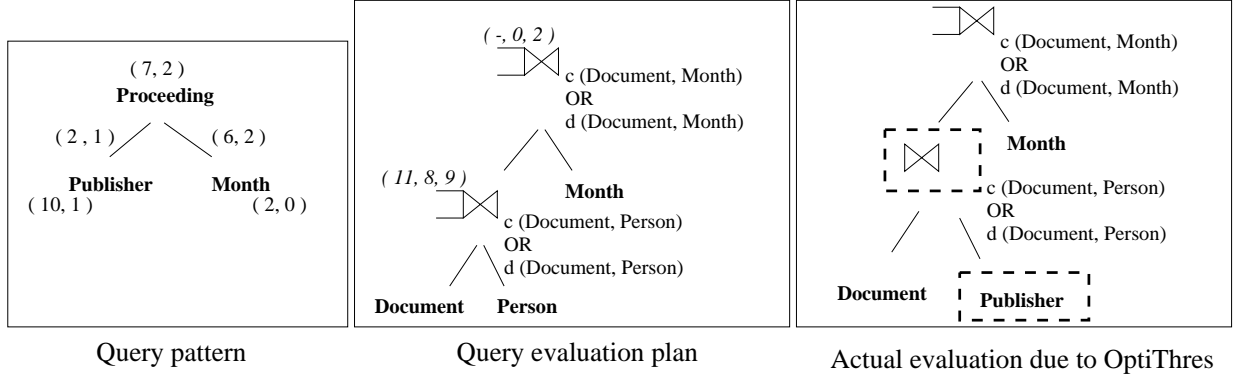 ( 7, 2 )
Proceeding
( 2 , 1 )
( 6, 2 )
Publisher
Month
( 10, 1 )
( 2, 0 )
Query pattern
( -, 0, 2 )
c (Document, Month)
OR
d (Document, Month)
( 11, 8, 9 )
Month
c (Document, Person)
OR
d (Document, Person)
Document
Person
Query evaluation plan
c (Document, Month)
OR
d (Document, Month)
Month
c (Document, Person)
OR
d (Document, Person)
Document
Publisher
Actual evaluation due to OptiThres